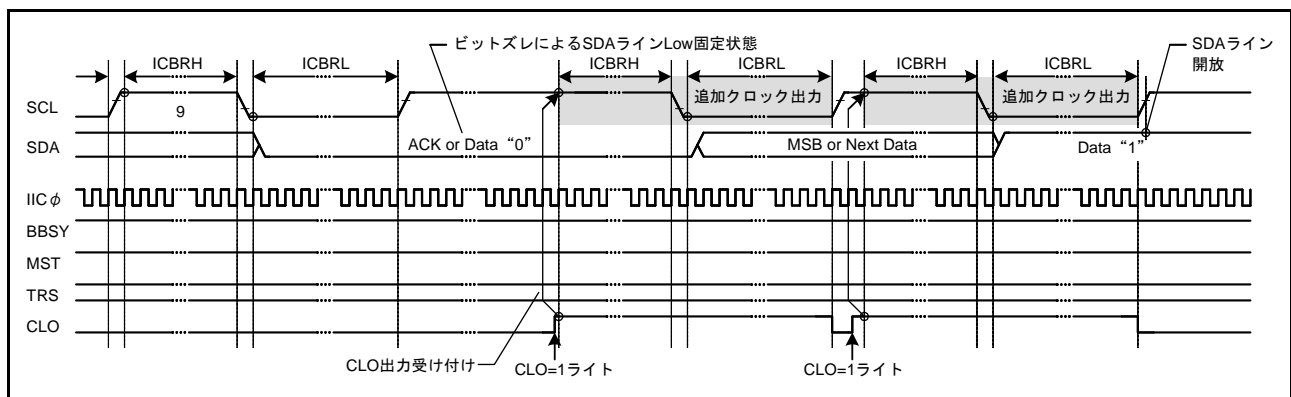 ビットズレによるSDAラインLow固定状態
SDAライン
開放
ICBRH
ICBRL
ICBRH
ICBRL
ICBRH
ICBRL
SCL
9
追加クロック出力
追加クロック出力
SDA
ACK or Data “0”
MSB or Next Data
Data “1”
IICφ
BBSY
MST
TRS
CLO
CLO出力受け付け
CLO=1ライト
CLO=1ライト